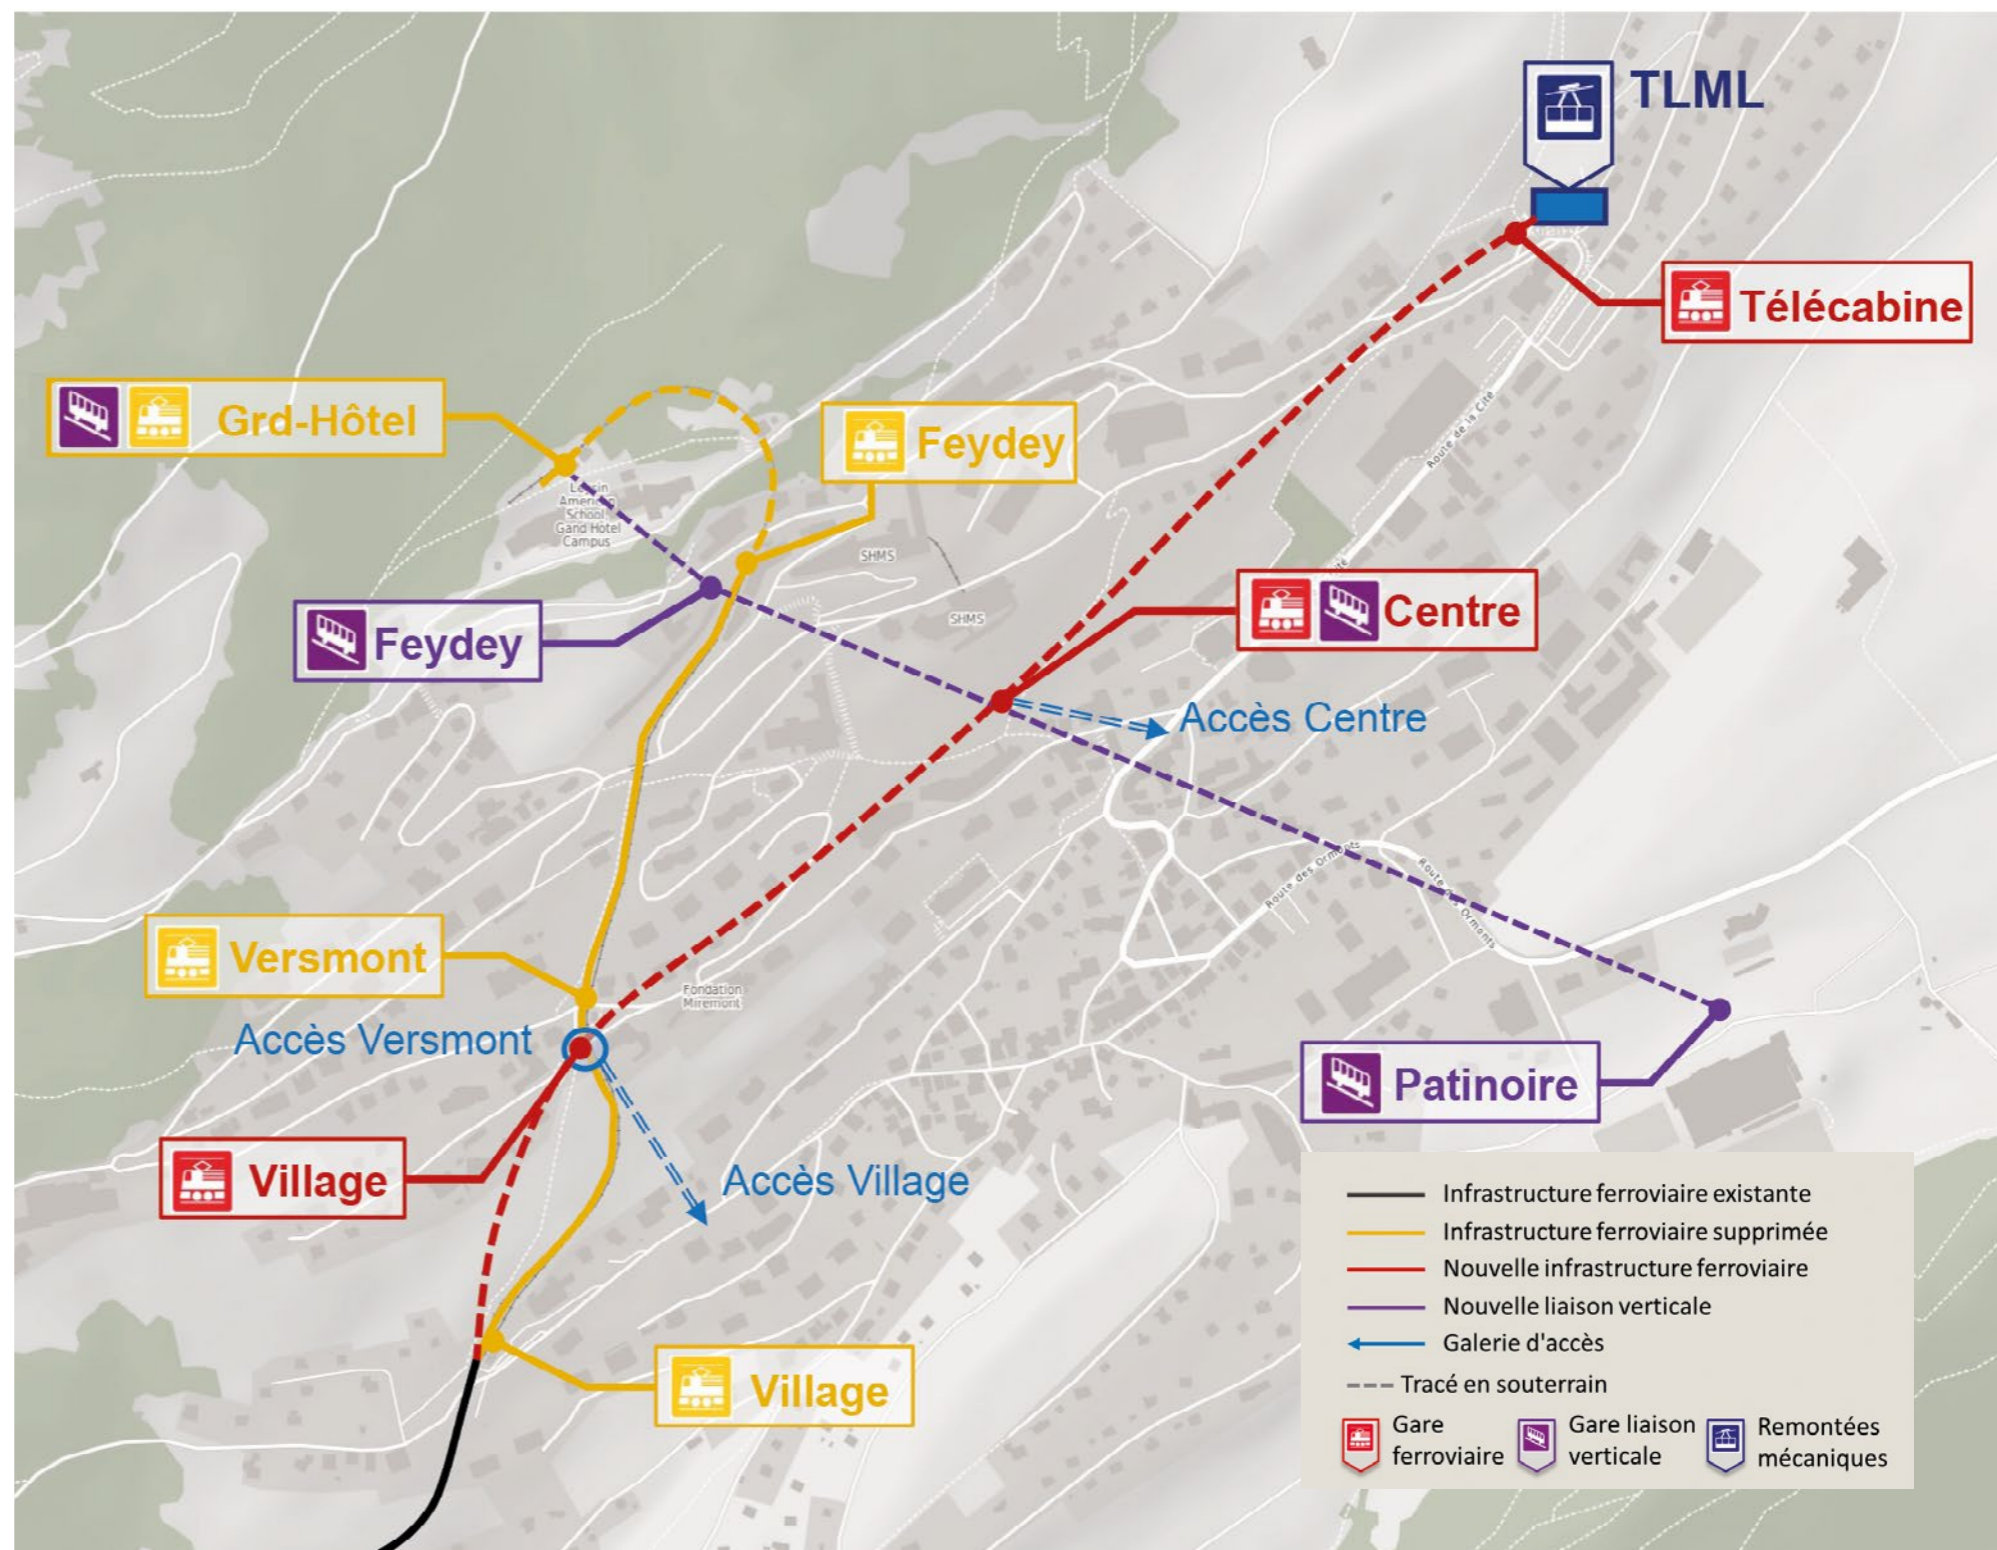 TLML
Télécabine
Grd-Hôtel
Feydey
Leysin
American
School,
Gand Hôtel
Campus
SHMS
Route de la Cité
Feydey
SHMS
Centre
Accès Centre
Route des Ormonts
Route des Ormonts
Versmont
Fondation
Miremont
Accès Versmont
Patinoire
Village
Accès Village
Village
Infrastructure ferroviaire existante
Infrastructure ferroviaire supprimée
Nouvelle infrastructure ferroviaire
Nouvelle liaison verticale
Galerie d'accès
Tracé en souterrain
Gare
ferroviaire
Gare liaison
verticale
Remontées
mécaniques